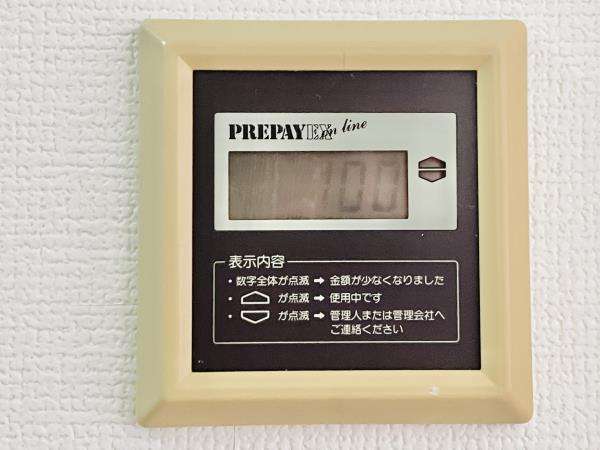 PREPAY EX on line
100
表示内容
・数字全体が点滅 ➡ 金額が少なくなりました
・ が点滅 ➡ 使用中です
・ が点滅 ➡ 管理人または管理会社へ
ご連絡ください